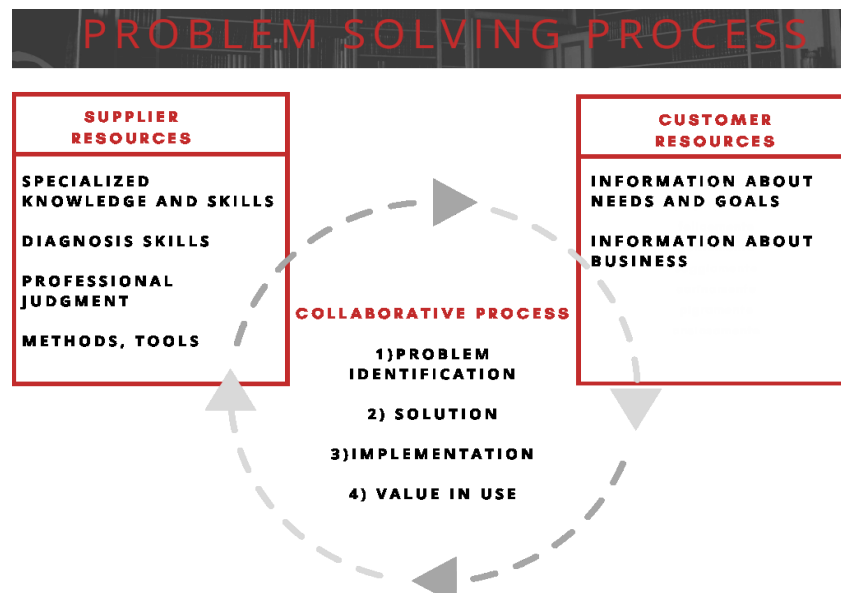 PROBLEM SOLVING PROCESS
SUPPLIER
RESOURCES
SPECIALIZED
KNOWLEDGE AND SKILLS
DIAGNOSIS SKILLS
PROFESSIONAL
JUDGMENT
METHODS, TOOLS
COLLABORATIVE PROCESS
1)PROBLEM
IDENTIFICATION
2) SOLUTION
3)IMPLEMENTATION
4) VALUE IN USE
CUSTOMER
RESOURCES
INFORMATION ABOUT
NEEDS AND GOALS
INFORMATION ABOUT
BUSINESS